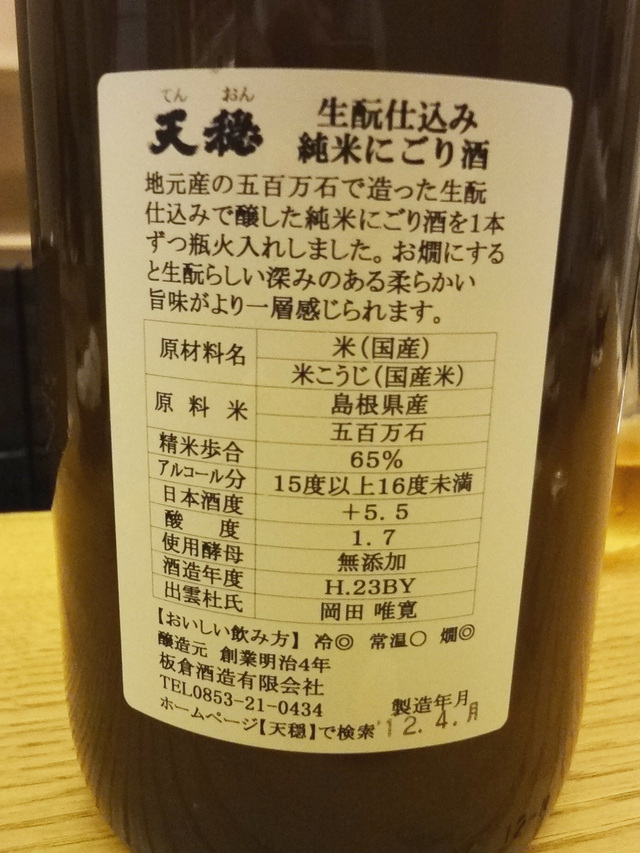 てん おん
天穏
生酛仕込み
純米にごり酒
地元産の五百万石で造った生酛
仕込みで醸した純米にごり酒を1本
ずつ瓶火入れしました。お燗にする
と生酛らしい深みのある柔らかい
旨味がより一層感じられます。
原材料名 米(国産)
米こうじ(国産米)
原料米 島根県産
五百万石
精米歩合 65%
アルコール分 15度以上16度未満
日本酒度 +5.5
酸度 1.7
使用酵母 無添加
酒造年度 H.23BY
出雲杜氏 岡田 唯寛
【おいしい飲み方】 冷◎ 常温○ 燗◎
醸造元 創業明治4年
板倉酒造有限会社
TEL0853-21-0434
ホームページ【天穏】で検索
製造年月
12.4.月